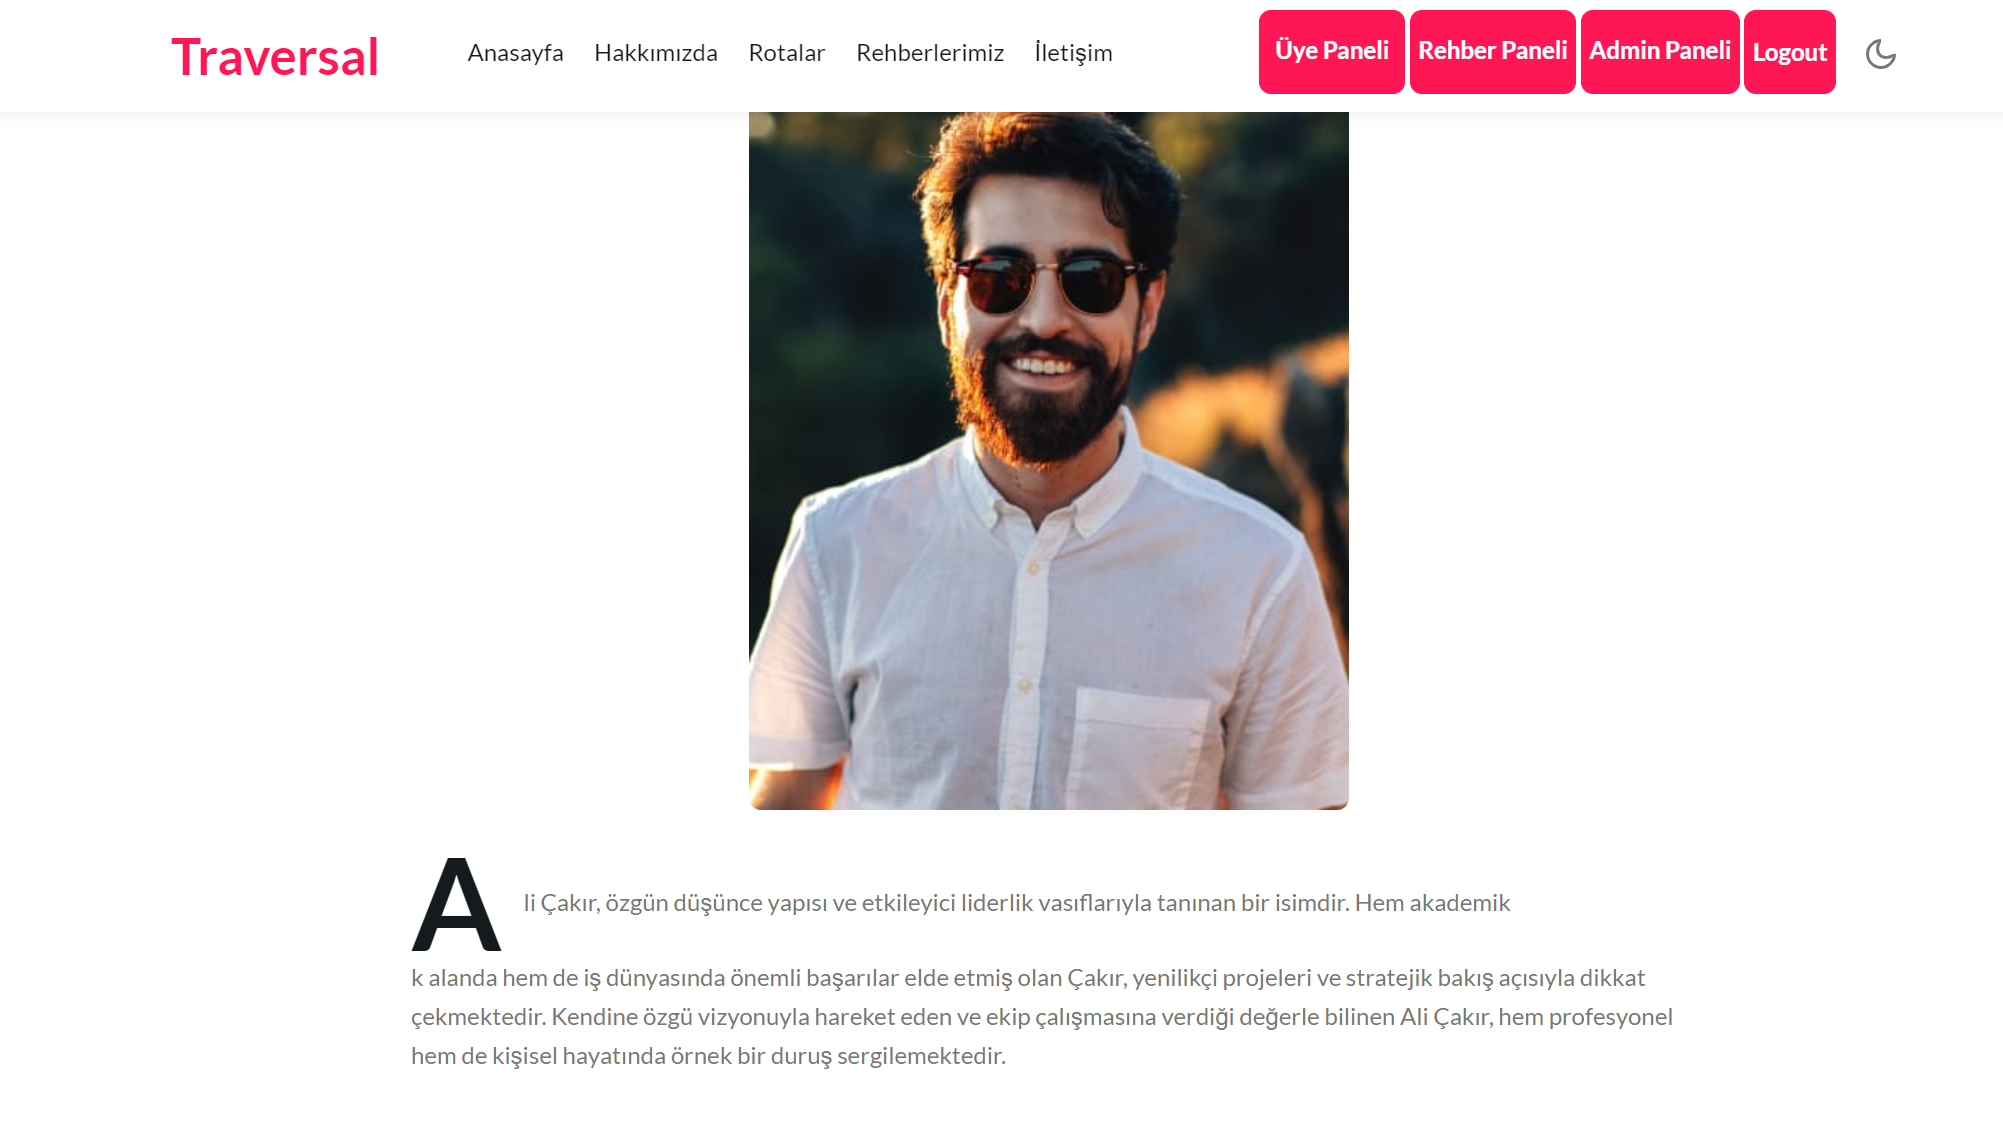 Traversal
Anasayfa Hakkımızda Rotalar Rehberlerimiz İletişim
Üye Paneli Rehber Paneli Admin Paneli Logout
Ali Çakır, özgün düşünce yapısı ve etkileyici liderlik vasıflarıyla tanınan bir isimdir. Hem akademik
k alanda hem de iş dünyasında önemli başarılar elde etmiş olan Çakır, yenilikçi projeleri ve stratejik bakış açısıyla dikkat
çekmektedir. Kendine özgü vizyonuyla hareket eden ve ekip çalışmasına verdiği değerle bilinen Ali Çakır, hem profesyonel
hem de kişisel hayatında örnek bir duruş sergilemektedir.